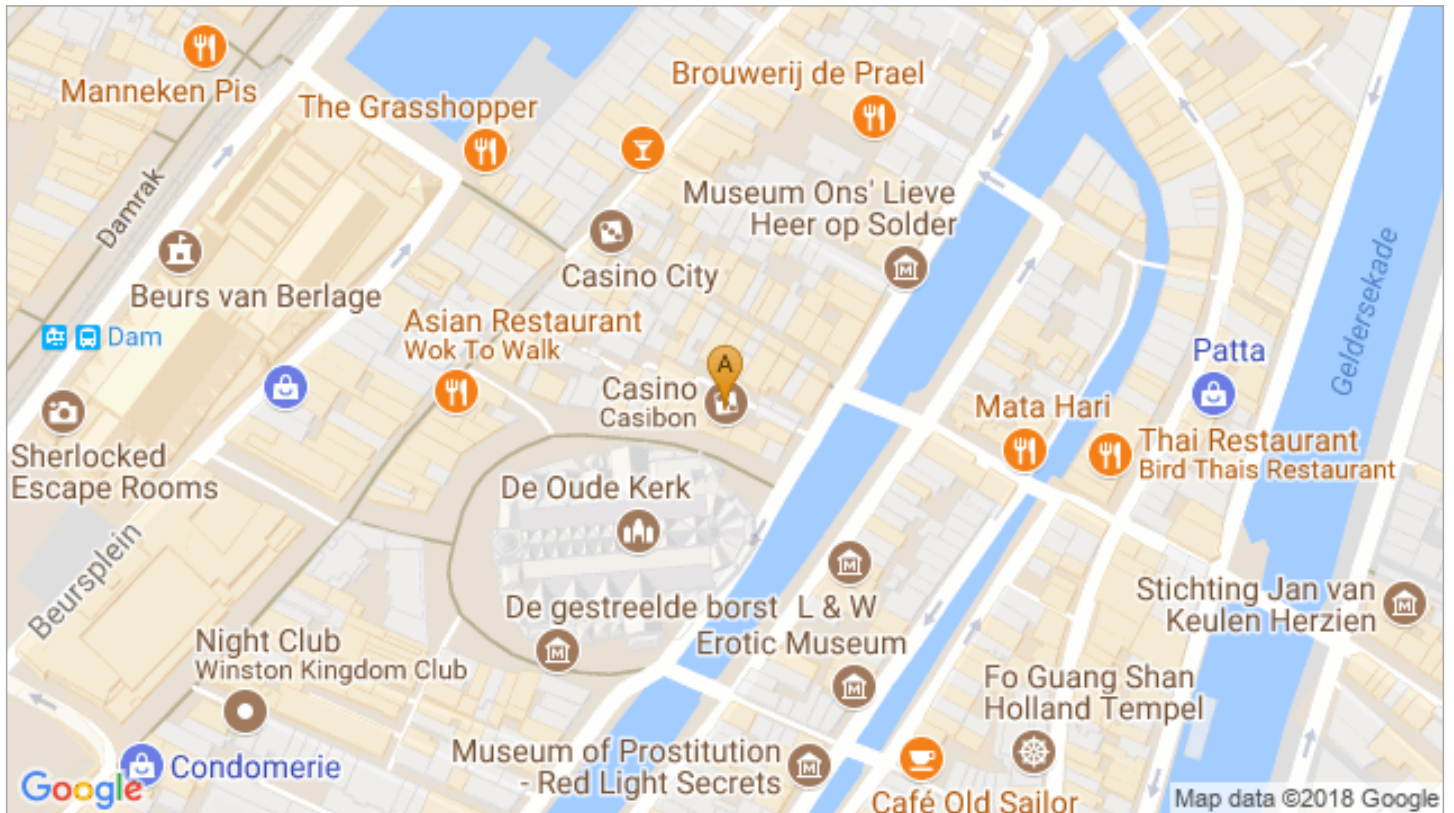 Manneken Pis
The Grasshopper
Brouwerij de Prael
Damrak
Museum Ons' Lieve
Heer op Solder
Casino City
Beurs van Berlage
Geldersekade
Asian Restaurant
Wok To Walk
Dam
Patta
A
Casino
Casibon
Mata Hari
Thai Restaurant
Bird Thais Restaurant
Sherlocked
Escape Rooms
De Oude Kerk
Beursplein
Stichting Jan van
Keulen Herzien
De gestreelde borst
L & W
Erotic Museum
Night Club
Winston Kingdom Club
Fo Guang Shan
Holland Tempel
Museum of Prostitution
- Red Light Secrets
Condomerie
Café Old Sailor
Google
Map data ©2018 Google